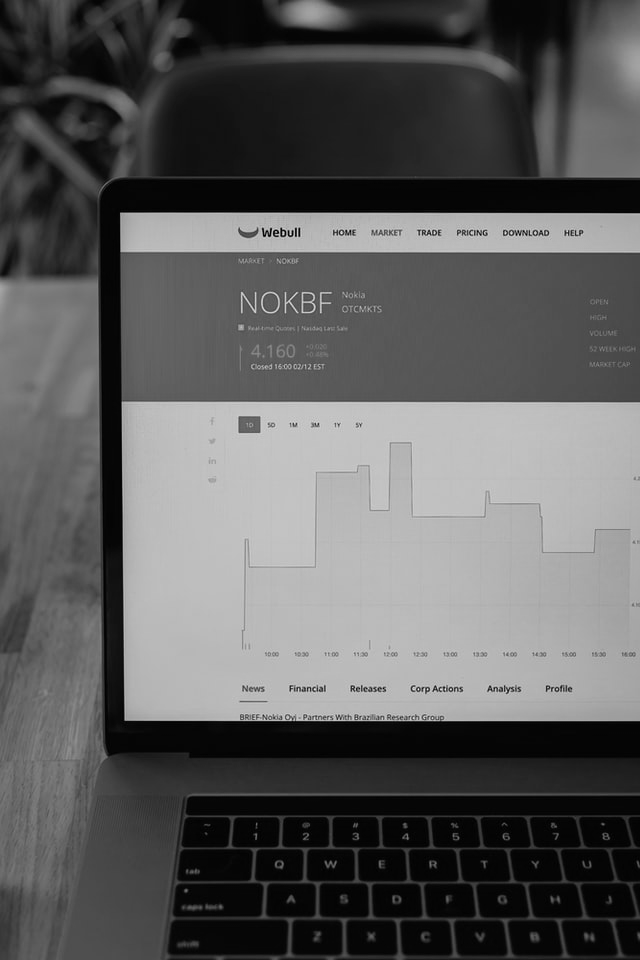 Webull HOME MARKET TRADE PRICING DOWNLOAD HELP
MARKET > NOKBF
NOKBF
Nokia
OTCMKTS
OPEN
HIGH
VOLUME
52 WEEK HIGH
MARKET CAP
Real-time Quotes | Nasdaq Last Sale
4.160
+0.020
+0.48%
Closed 16:00 02/12 EST
1D 5D 1M 3M 1Y 5Y
10:00 10:30 11:00 11:30 12:00 12:30 13:00 13:30 14:00 14:30 15:00 15:30 16:00
News Financial Releases Corp Actions Analysis Profile
BRIEF-Nokia Oyj - Partners With Brazilian Research Group
~ ! @ # $ % ^ & *
` 1 2 3 4 5 6 7 8
tab Q W E R T Y U
caps lock A S D F G H J
shift Z X C V B N